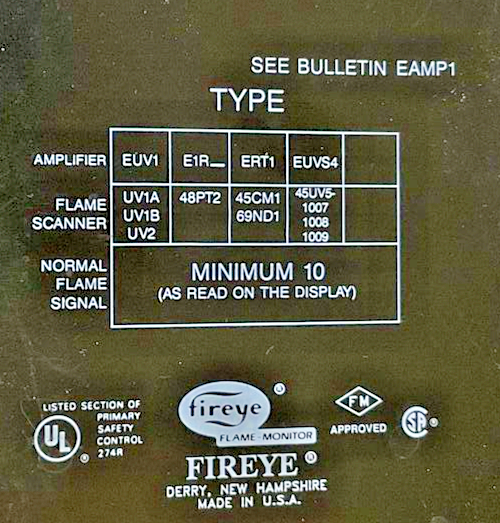 SEE BULLETIN EAMP1
TYPE
AMPLIFIER EUV1 E1R_ ERT1 EUVS4
FLAME SCANNER UV1A UV1B UV2 48PT2 45CM1 69ND1 45UV5- 1007 1008 1009
NORMAL FLAME SIGNAL MINIMUM 10
(AS READ ON THE DISPLAY)
LISTED SECTION OF
PRIMARY
SAFETY
CONTROL
274R
UL ®
fireye ®
FLAME-MONITOR
FIREYE ®
DERRY, NEW HAMPSHIRE
MADE IN U.S.A.
FM
APPROVED
SA ®